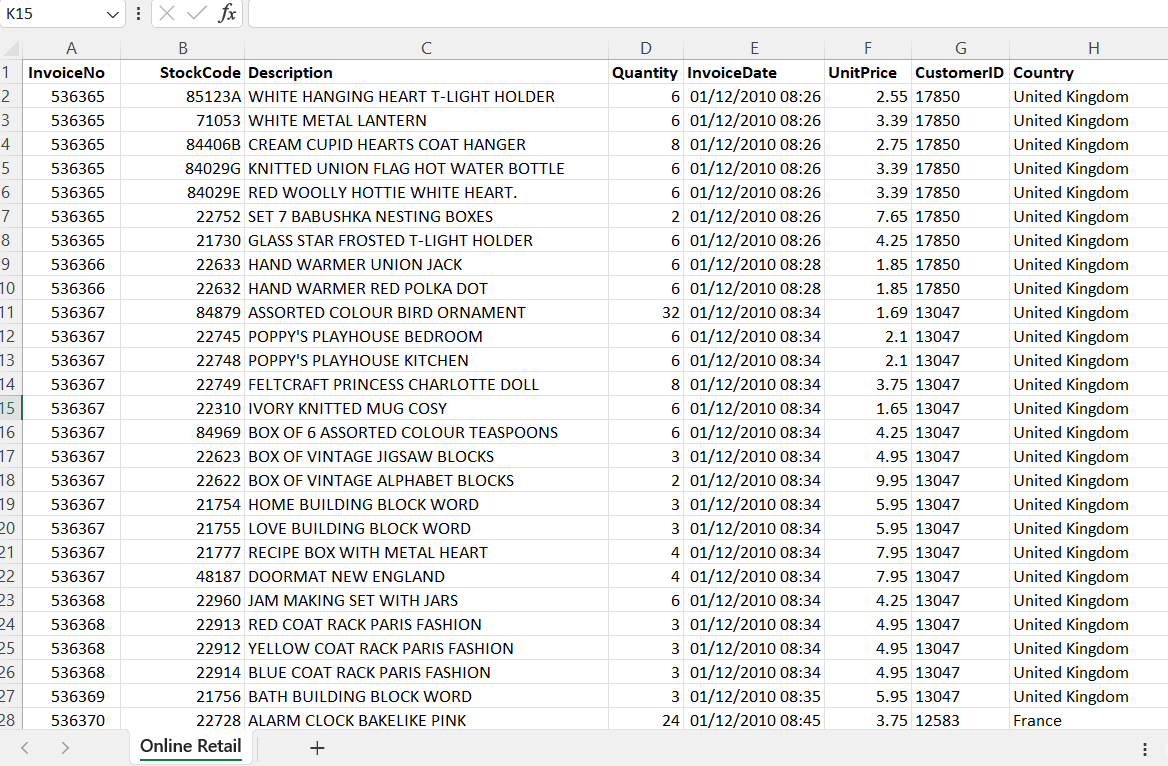 K15 fx
A B C D E F G H
1 InvoiceNo StockCode Description Quantity InvoiceDate UnitPrice CustomerID Country
2 536365 85123A WHITE HANGING HEART T-LIGHT HOLDER 6 01/12/2010 08:26 2.55 17850 United Kingdom
3 536365 71053 WHITE METAL LANTERN 6 01/12/2010 08:26 3.39 17850 United Kingdom
4 536365 84406B CREAM CUPID HEARTS COAT HANGER 8 01/12/2010 08:26 2.75 17850 United Kingdom
5 536365 84029G KNITTED UNION FLAG HOT WATER BOTTLE 6 01/12/2010 08:26 3.39 17850 United Kingdom
6 536365 84029E RED WOOLLY HOTTIE WHITE HEART. 6 01/12/2010 08:26 3.39 17850 United Kingdom
7 536365 22752 SET 7 BABUSHKA NESTING BOXES 2 01/12/2010 08:26 7.65 17850 United Kingdom
8 536365 21730 GLASS STAR FROSTED T-LIGHT HOLDER 6 01/12/2010 08:26 4.25 17850 United Kingdom
9 536366 22633 HAND WARMER UNION JACK 6 01/12/2010 08:28 1.85 17850 United Kingdom
10 536366 22632 HAND WARMER RED POLKA DOT 6 01/12/2010 08:28 1.85 17850 United Kingdom
11 536367 84879 ASSORTED COLOUR BIRD ORNAMENT 32 01/12/2010 08:34 1.69 13047 United Kingdom
12 536367 22745 POPPY'S PLAYHOUSE BEDROOM 6 01/12/2010 08:34 2.1 13047 United Kingdom
13 536367 22748 POPPY'S PLAYHOUSE KITCHEN 6 01/12/2010 08:34 2.1 13047 United Kingdom
14 536367 22749 FELTCRAFT PRINCESS CHARLOTTE DOLL 8 01/12/2010 08:34 3.75 13047 United Kingdom
15 536367 22310 IVORY KNITTED MUG COSY 6 01/12/2010 08:34 1.65 13047 United Kingdom
16 536367 84969 BOX OF 6 ASSORTED COLOUR TEASPOONS 6 01/12/2010 08:34 4.25 13047 United Kingdom
17 536367 22623 BOX OF VINTAGE JIGSAW BLOCKS 3 01/12/2010 08:34 4.95 13047 United Kingdom
18 536367 22622 BOX OF VINTAGE ALPHABET BLOCKS 2 01/12/2010 08:34 9.95 13047 United Kingdom
19 536367 21754 HOME BUILDING BLOCK WORD 3 01/12/2010 08:34 5.95 13047 United Kingdom
20 536367 21755 LOVE BUILDING BLOCK WORD 3 01/12/2010 08:34 5.95 13047 United Kingdom
21 536367 21777 RECIPE BOX WITH METAL HEART 4 01/12/2010 08:34 7.95 13047 United Kingdom
22 536367 48187 DOORMAT NEW ENGLAND 4 01/12/2010 08:34 7.95 13047 United Kingdom
23 536368 22960 JAM MAKING SET WITH JARS 6 01/12/2010 08:34 4.25 13047 United Kingdom
24 536368 22913 RED COAT RACK PARIS FASHION 3 01/12/2010 08:34 4.95 13047 United Kingdom
25 536368 22912 YELLOW COAT RACK PARIS FASHION 3 01/12/2010 08:34 4.95 13047 United Kingdom
26 536368 22914 BLUE COAT RACK PARIS FASHION 3 01/12/2010 08:34 4.95 13047 United Kingdom
27 536369 21756 BATH BUILDING BLOCK WORD 3 01/12/2010 08:35 5.95 13047 United Kingdom
28 536370 22728 ALARM CLOCK BAKELIKE PINK 24 01/12/2010 08:45 3.75 12583 France
Online Retail